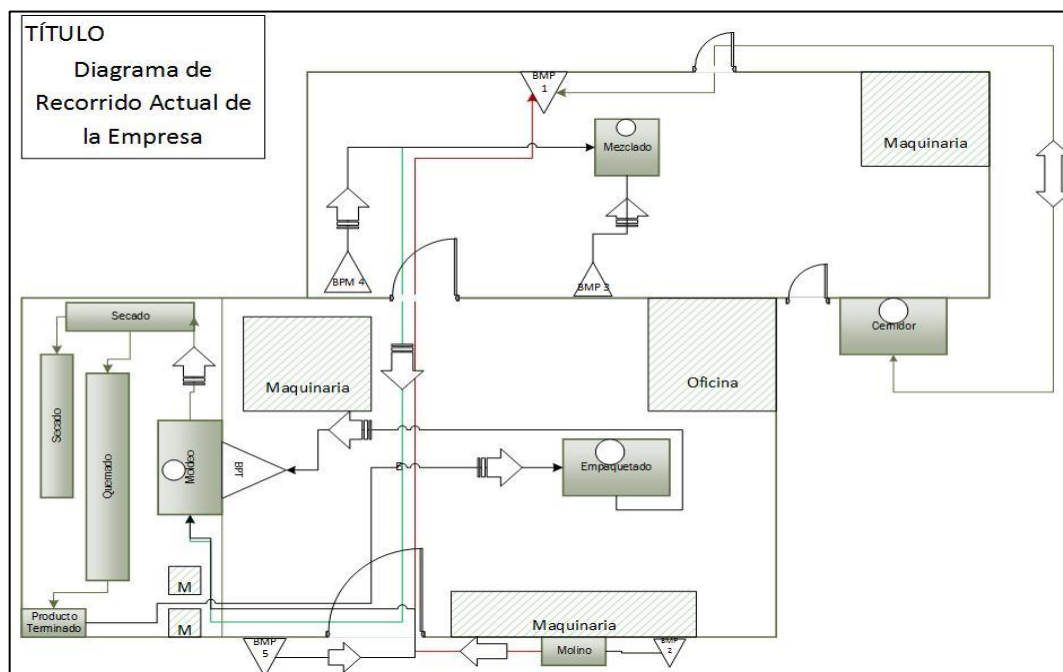 TÍTULO
Diagrama de
Recorrido Actual de
la Empresa
BMP
1
Mezclado
Maquinaria
BPM 4
BMP 3
Secado
Cernidor
Maquinaria
Oficina
Secado
Quemado
Moldeo
BPT
Empaquetado
M
Producto
Terminado
M
Maquinaria
BMP
5
Molino
BMP
2